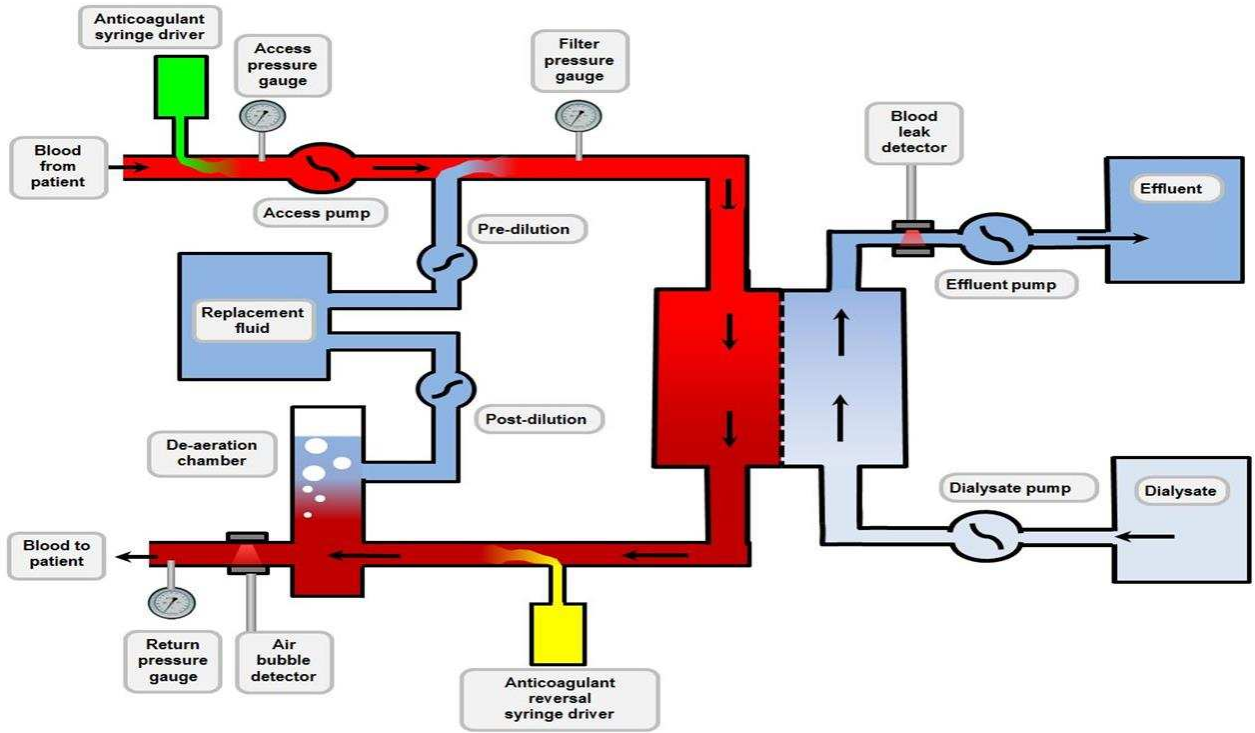 Anticoagulant
syringe driver
Access
pressure
gauge
Filter
pressure
gauge
Blood
leak
detector
Blood
from
patient
Effluent
Access pump
Pre-dilution
Effluent pump
Replacement
fluid
Post-dilution
De-aeration
chamber
Dialysate pump
Dialysate
Blood to
patient
Return
pressure
gauge
Air
bubble
detector
Anticoagulant
reversal
syringe driver